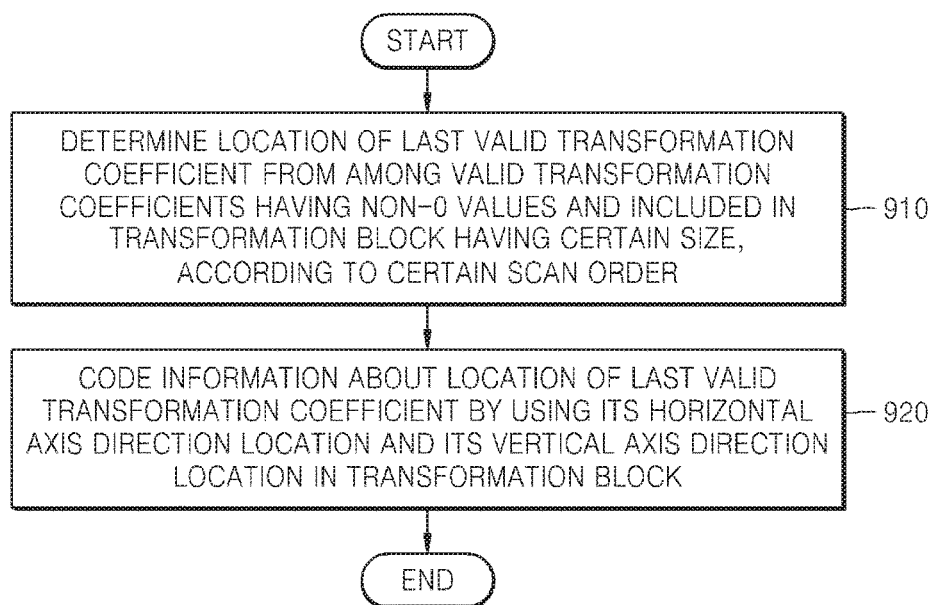 START
DETERMINE LOCATION OF LAST VALID TRANSFORMATION
COEFFICIENT FROM AMONG VALID TRANSFORMATION
COEFFICIENTS HAVING NON-0 VALUES AND INCLUDED IN
TRANSFORMATION BLOCK HAVING CERTAIN SIZE,
ACCORDING TO CERTAIN SCAN ORDER
910
CODE INFORMATION ABOUT LOCATION OF LAST VALID
TRANSFORMATION COEFFICIENT BY USING ITS HORIZONTAL
AXIS DIRECTION LOCATION AND ITS VERTICAL AXIS DIRECTION
LOCATION IN TRANSFORMATION BLOCK
920
END